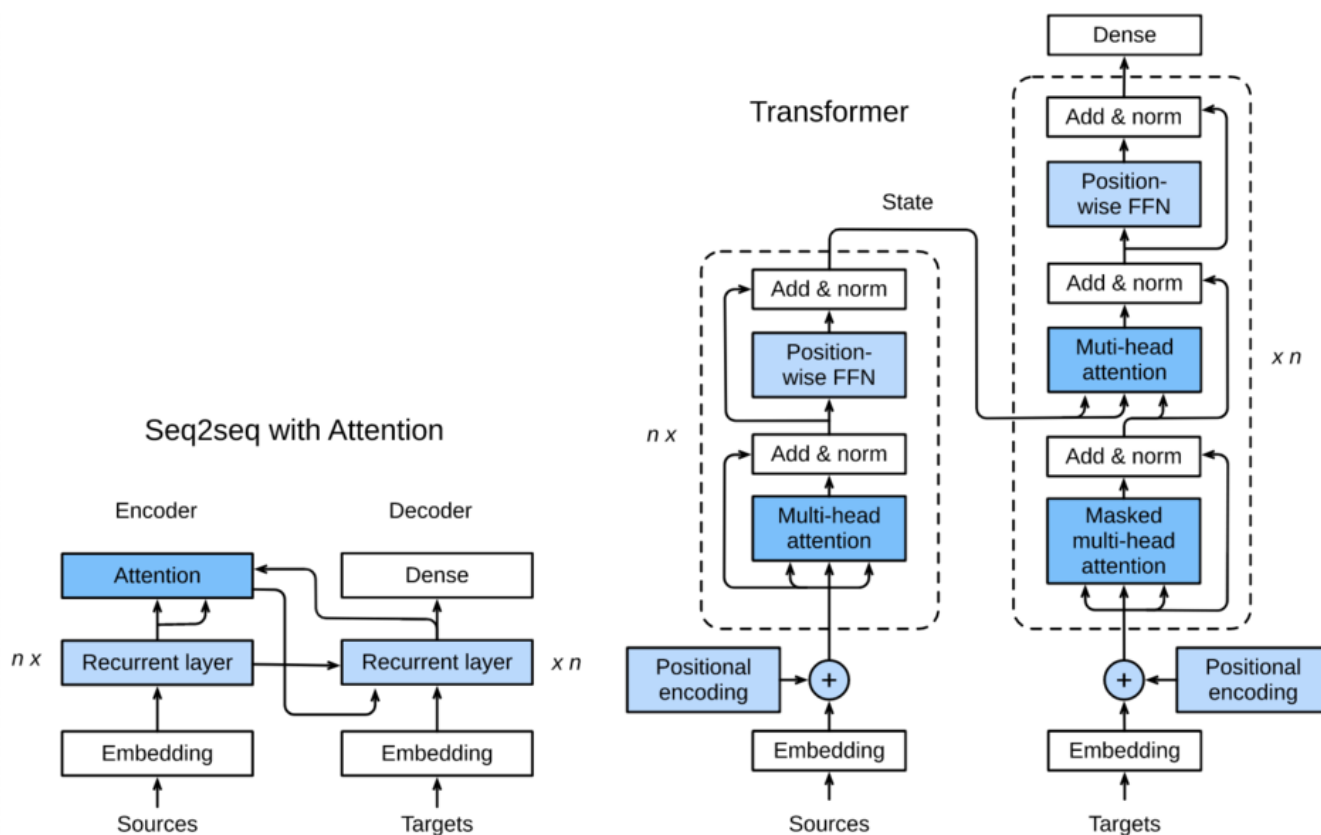 Seq2seq with Attention
Encoder
Decoder
Attention
Dense
n x
Recurrent layer
Recurrent layer
x n
Embedding
Embedding
Sources
Targets
Transformer
State
n x
Add & norm
Position-
wise FFN
Add & norm
Multi-head
attention
Positional
encoding
+
Embedding
Sources
Dense
Add & norm
Position-
wise FFN
Add & norm
Muti-head
attention
x n
Add & norm
Masked
multi-head
attention
+
Positional
encoding
Embedding
Targets